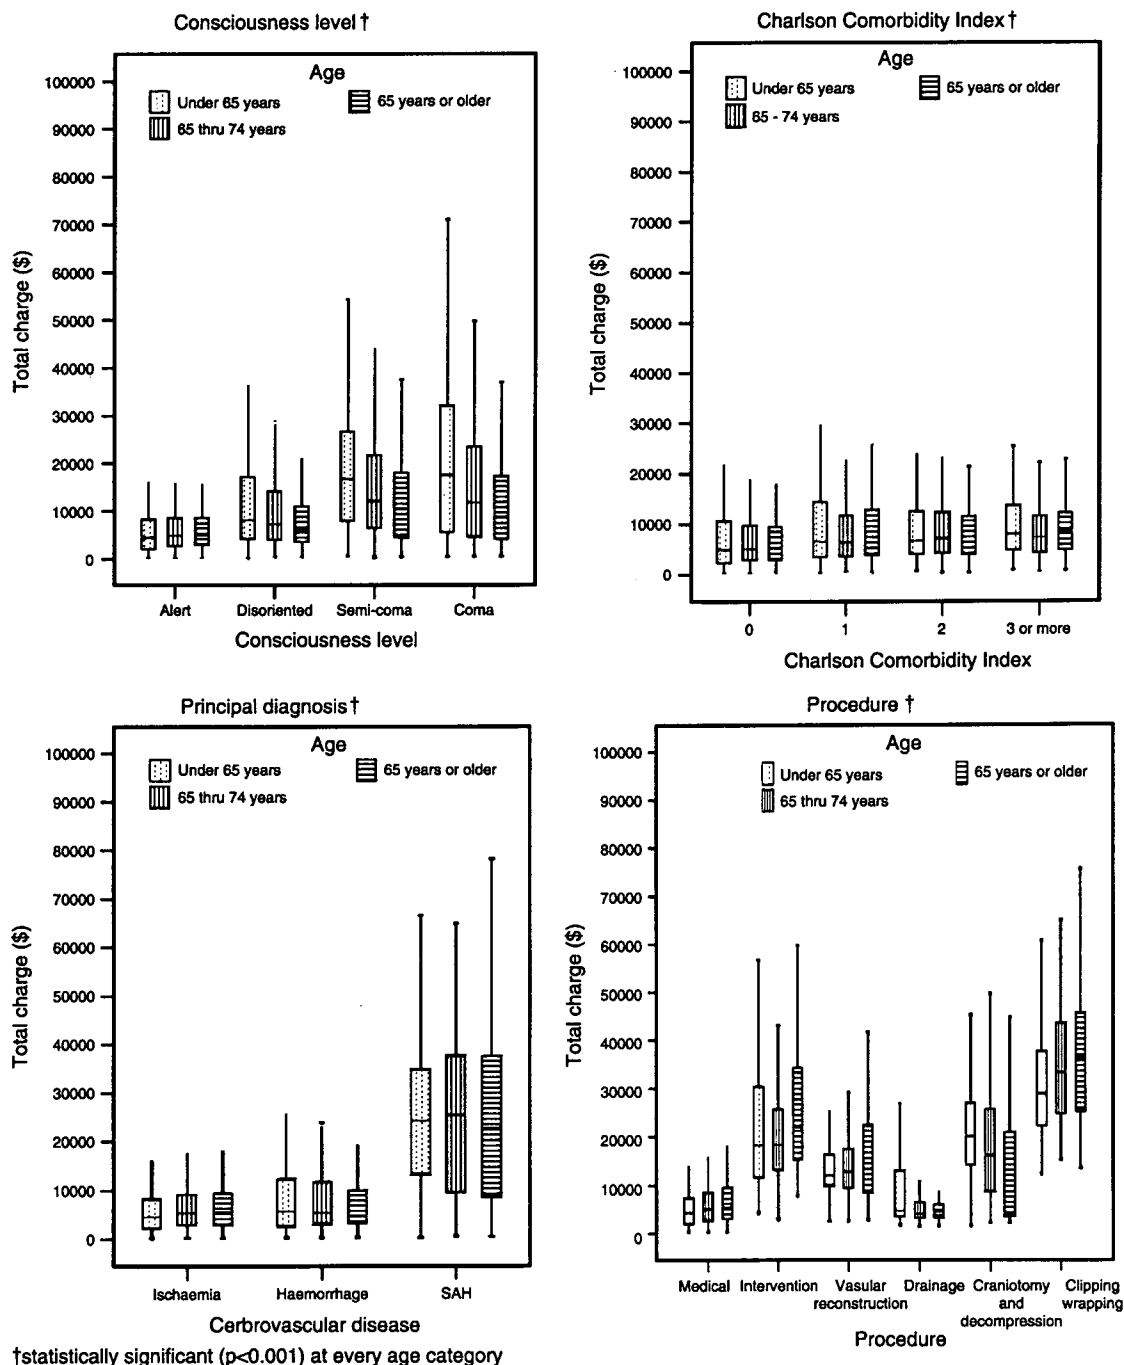 Consciousness level†
Age
Under 65 years
65 years or older
65 thru 74 years
100000
90000
80000
70000
60000
50000
40000
30000
20000
10000
0
Total charge ($)
Alert Disoriented Semi-coma Coma
Consciousness level
Charlson Comorbidity Index†
Age
Under 65 years
65 years or older
65 - 74 years
100000
90000
80000
70000
60000
50000
40000
30000
20000
10000
0
Total charge ($)
0 1 2 3 or more
Charlson Comorbidity Index
Principal diagnosis†
Age
Under 65 years
65 years or older
65 thru 74 years
100000
90000
80000
70000
60000
50000
40000
30000
20000
10000
0
Total charge ($)
Ischaemia Haemorrhage SAH
Cerbrovascular disease
Procedure †
Age
Under 65 years
65 years or older
65 thru 74 years
100000
90000
80000
70000
60000
50000
40000
30000
20000
10000
0
Total charge ($)
Medical Intervention Vasular Drainage Craniotomy Clipping
reconstruction and wrapping
decompression
Procedure
†statistically significant (p<0.001) at every age category